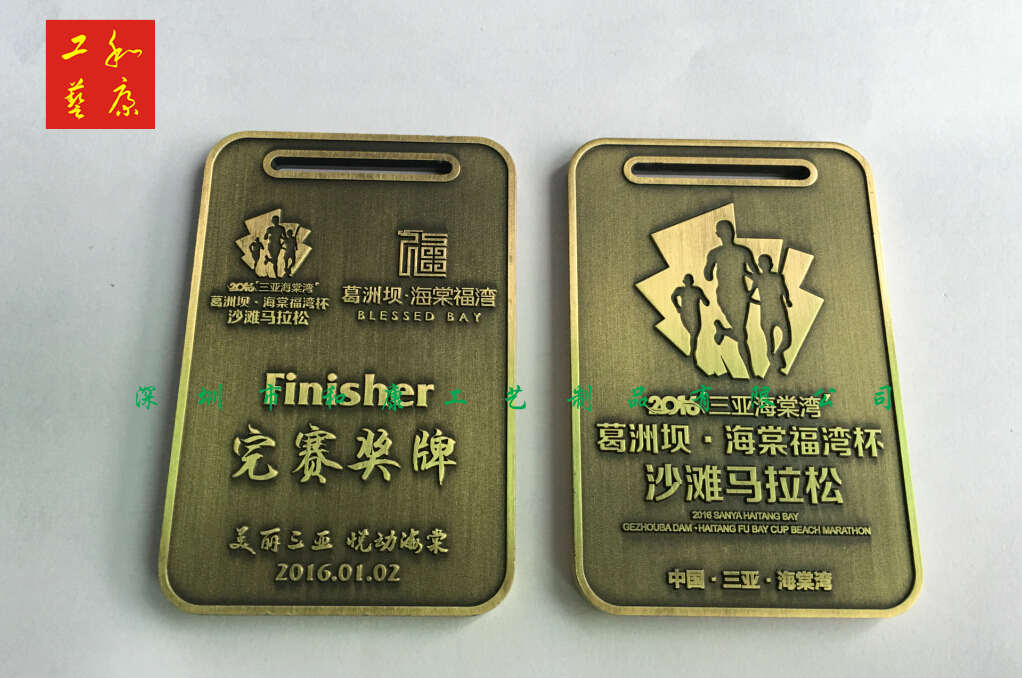 和康工藝
2016"三亚海棠湾"
葛洲坝·海棠福湾杯
沙滩马拉松
福
葛洲坝·海棠福湾
BLESSED BAY
Finisher
完赛奖牌
美丽三亚 悦动海棠
2016.01.02
2016"三亚海棠湾"
葛洲坝·海棠福湾杯
沙滩马拉松
2016 SANYA HAITANG BAY
GEZHOUBA DAM·HAITANG FU BAY CUP BEACH MARATHON
中国·三亚·海棠湾
深圳市和康工艺制品有限公司